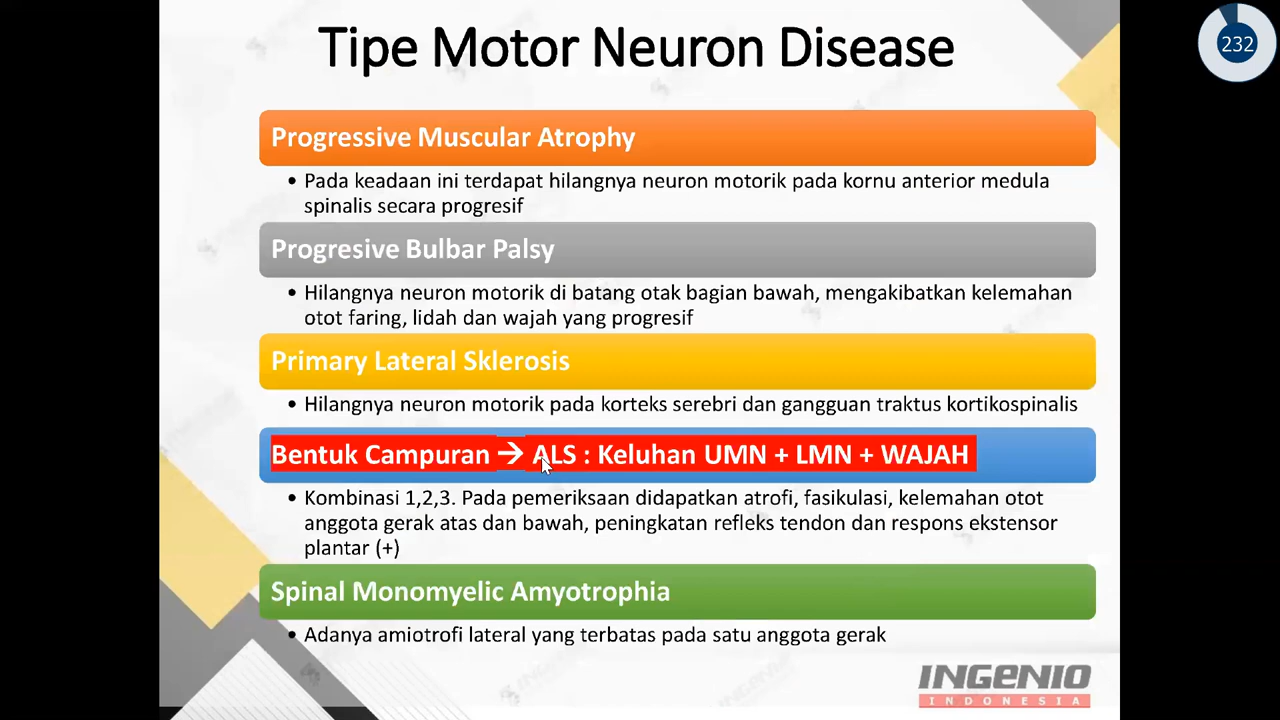 Tipe Motor Neuron Disease
232
Progressive Muscular Atrophy
• Pada keadaan ini terdapat hilangnya neuron motorik pada kornu anterior medula
spinalis secara progresif
Progresive Bulbar Palsy
• Hilangnya neuron motorik di batang otak bagian bawah, mengakibatkan kelemahan
otot faring, lidah dan wajah yang progresif
Primary Lateral Sklerosis
• Hilangnya neuron motorik pada korteks serebri dan gangguan traktus kortikospinalis
Bentuk Campuran → ALS : Keluhan UMN + LMN + WAJAH
• Kombinasi 1,2,3. Pada pemeriksaan didapatkan atrofi, fasikulasi, kelemahan otot
anggota gerak atas dan bawah, peningkatan refleks tendon dan respons ekstensor
plantar (+)
Spinal Monomyelic Amyotrophia
• Adanya amiotrofi lateral yang terbatas pada satu anggota gerak
INGENIO
INDONESIA